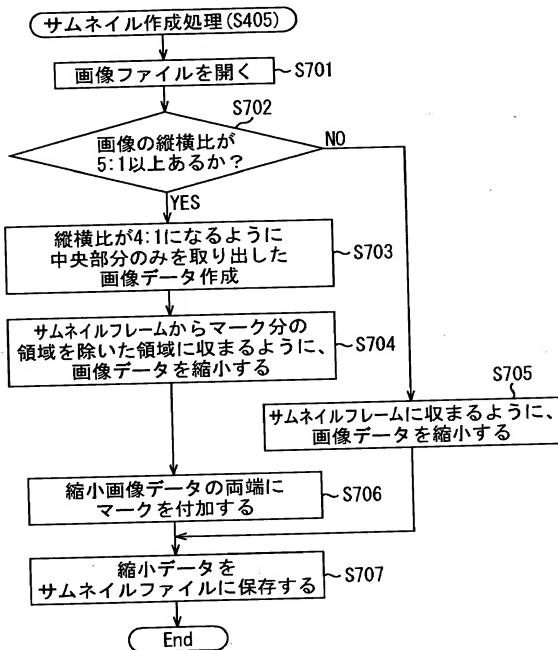 サムネイル作成処理(S405)
画像ファイルを開く
S701
S702
画像の縦横比が
5:1以上あるか？
NO
YES
縦横比が4:1になるように
中央部分のみを取り出した
画像データ作成
S703
サムネイルフレームからマーク分の
領域を除いた領域に収まるように、
画像データを縮小する
S704
S705
サムネイルフレームに収まるように、
画像データを縮小する
縮小画像データの両端に
マークを付加する
S706
縮小データを
サムネイルファイルに保存する
S707
End